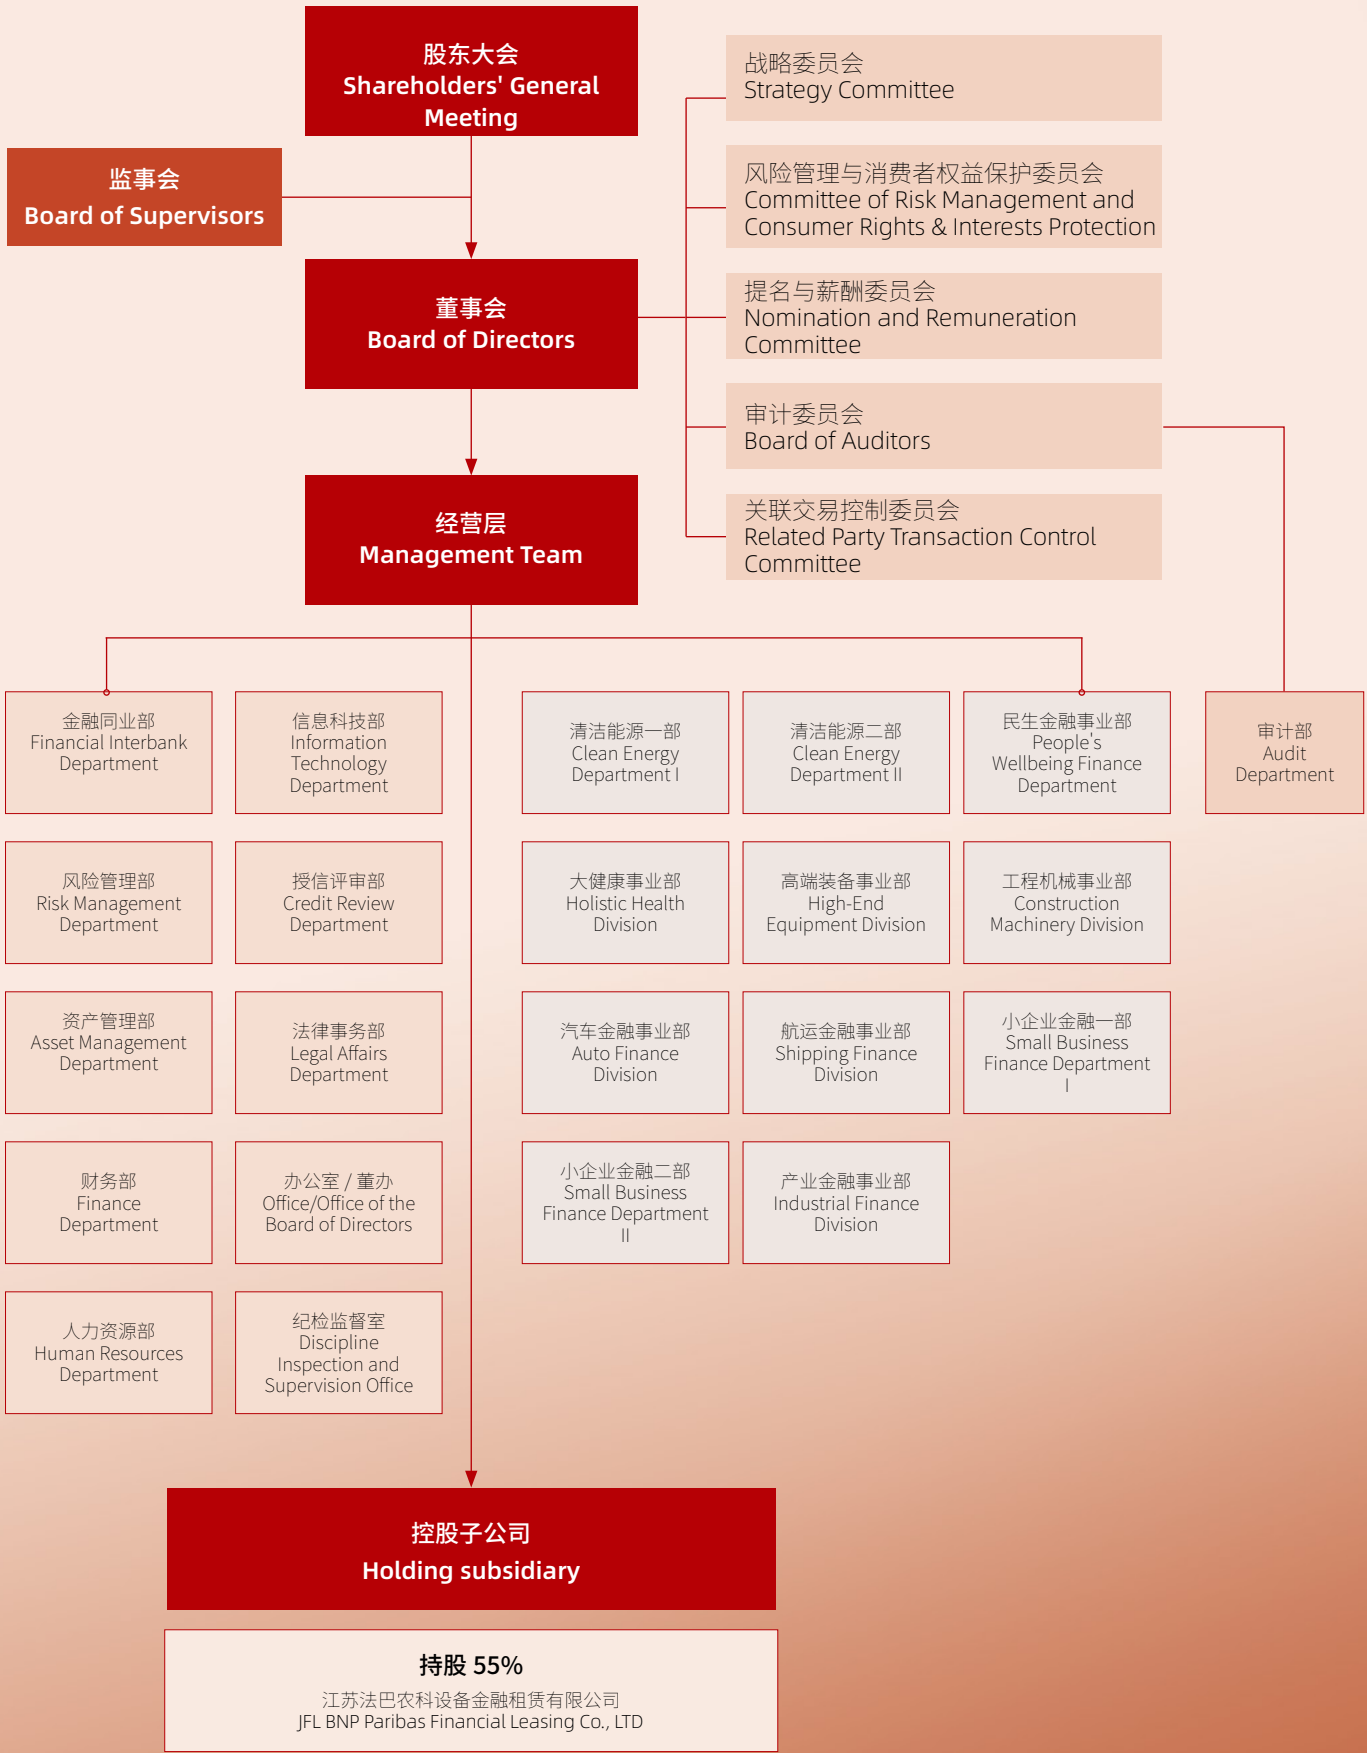 股东大会
Shareholders' General
Meeting
监事会
Board of Supervisors
董事会
Board of Directors
经营层
Management Team
战略委员会
Strategy Committee
风险管理与消费者权益保护委员会
Committee of Risk Management and
Consumer Rights & Interests Protection
提名与薪酬委员会
Nomination and Remuneration
Committee
审计委员会
Board of Auditors
关联交易控制委员会
Related Party Transaction Control
Committee
金融同业部
Financial Interbank
Department
信息科技部
Information
Technology
Department
清洁能源一部
Clean Energy
Department I
清洁能源二部
Clean Energy
Department II
民生金融事业部
People's
Wellbeing Finance
Department
审计部
Audit
Department
风险管理部
Risk Management
Department
授信评审部
Credit Review
Department
大健康事业部
Holistic Health
Division
高端装备事业部
High-End
Equipment Division
工程机械事业部
Construction
Machinery Division
资产管理部
Asset Management
Department
法律事务部
Legal Affairs
Department
汽车金融事业部
Auto Finance
Division
航运金融事业部
Shipping Finance
Division
小企业金融一部
Small Business
Finance Department
I
财务部
Finance
Department
办公室 / 董办
Office/Office of the
Board of Directors
小企业金融二部
Small Business
Finance Department
II
产业金融事业部
Industrial Finance
Division
人力资源部
Human Resources
Department
纪检监督室
Discipline
Inspection and
Supervision Office
控股子公司
Holding subsidiary
持股 55%
江苏法巴农科设备金融租赁有限公司
JFL BNP Paribas Financial Leasing Co., LTD